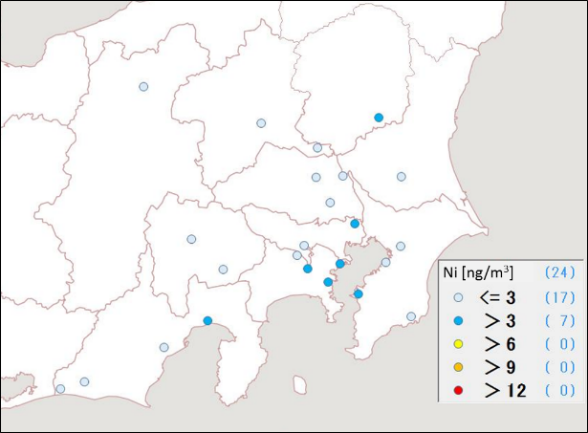 Ni [ng/m³] (24)
<= 3 (17)
> 3 ( 7)
> 6 ( 0)
> 9 ( 0)
> 12 ( 0)